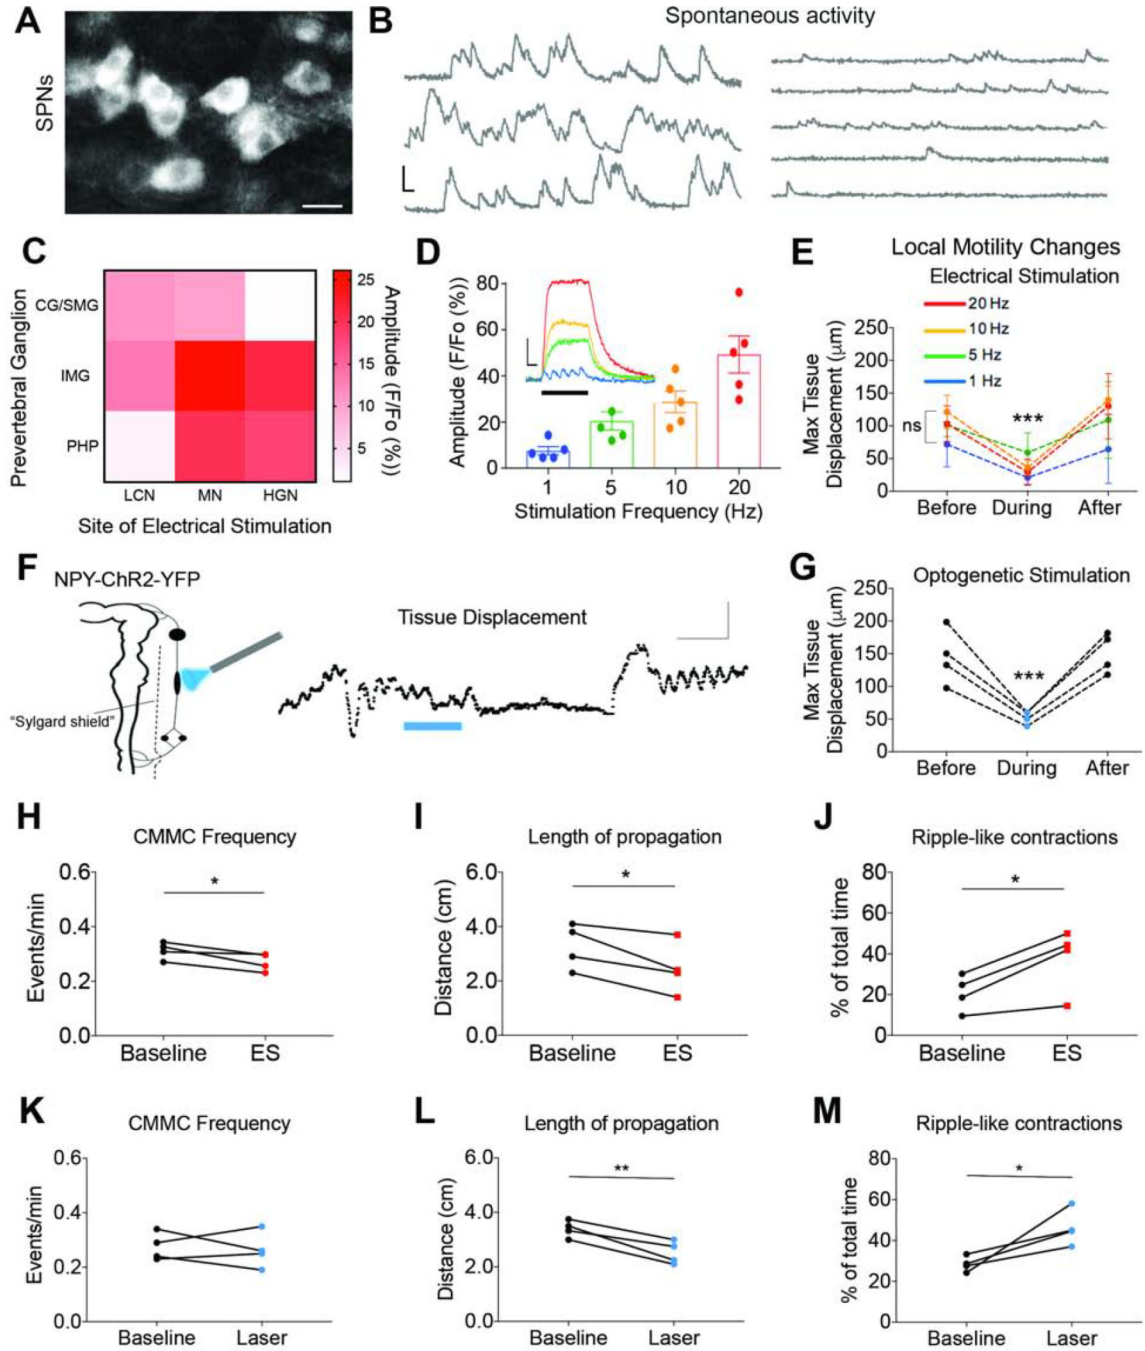 A
SPNs
B
Spontaneous activity
C
Prevertebral Ganglion
CG/SMG
IMG
PHP
LCN
MN
HGN
Site of Electrical Stimulation
25
20
15
10
5
Amplitude (F/Fo (%))
D
Amplitude (F/Fo (%))
80
60
40
20
0
1
5
10
20
Stimulation Frequency (Hz)
E
Local Motility Changes
Electrical Stimulation
20 Hz
10 Hz
5 Hz
1 Hz
Max Tissue
Displacement (μm)
250
200
150
100
50
0
ns
***
Before
During
After
F
NPY-ChR2-YFP
"Sylgard shield"
Tissue Displacement
G
Optogenetic Stimulation
Max Tissue
Displacement (μm)
250
200
150
100
50
0
***
Before
During
After
H
CMMC Frequency
Events/min
0.6
0.4
0.2
0.0
*
Baseline
ES
I
Length of propagation
Distance (cm)
6.0
4.0
2.0
0.0
*
Baseline
ES
J
Ripple-like contractions
% of total time
80
60
40
20
0
*
Baseline
ES
K
CMMC Frequency
Events/min
0.6
0.4
0.2
0.0
Baseline
Laser
L
Length of propagation
Distance (cm)
6.0
4.0
2.0
0.0
**
Baseline
Laser
M
Ripple-like contractions
% of total time
80
60
40
20
0
*
Baseline
Laser